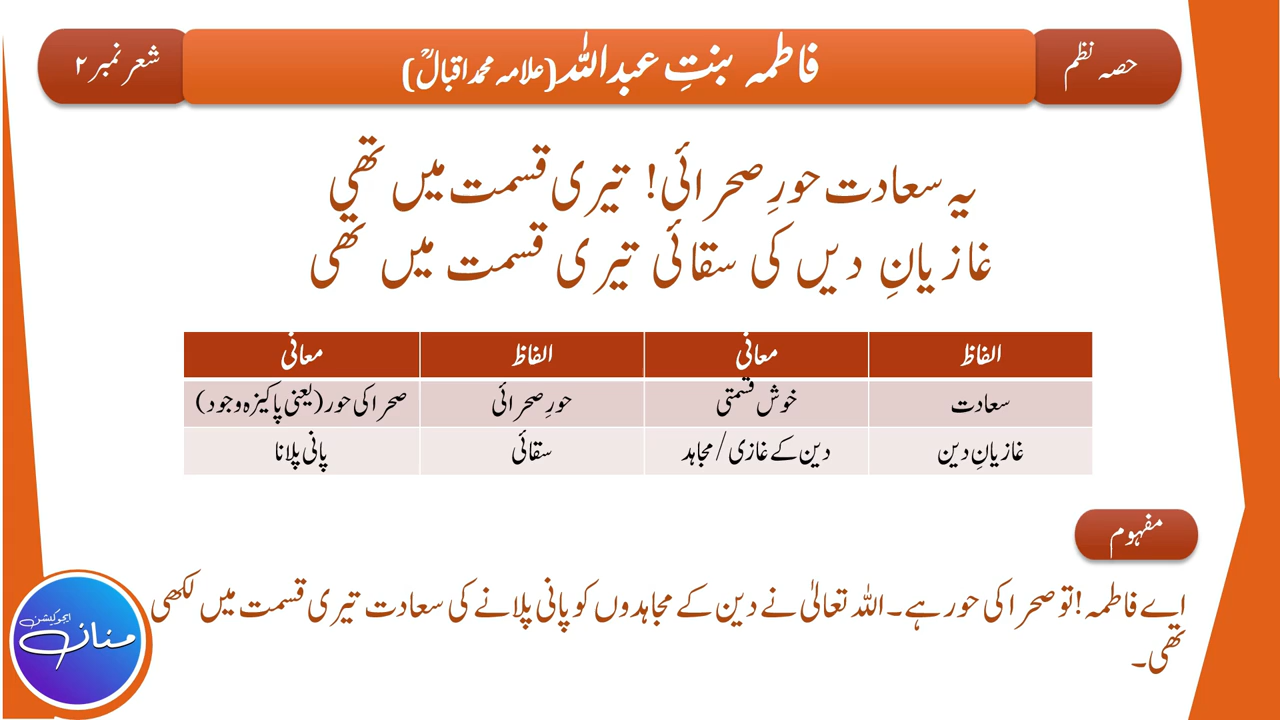 حصہ نظم
فاطمہ بنتِ عبداللہ (علامہ محمد اقبالؒ)
شعر نمبر ۲
یہ سعادت حورِ صحرائی! تیری قسمت میں تھی
غازیانِ دیں کی سقائی تیری قسمت میں تھی
الفاظ معانی الفاظ معانی
سعادت خوش قسمتی حورِ صحرائی صحرا کی حور (یعنی پاکیزہ وجود)
غازیانِ دین دین کے غازی/مجاہد سقائی پانی پلانا
مفہوم
اے فاطمہ! تو صحرا کی حور ہے۔ اللہ تعالیٰ نے دین کے مجاہدوں کو پانی پلانے کی سعادت تیری قسمت میں لکھی
تھی۔
ایجوکیشن
منان